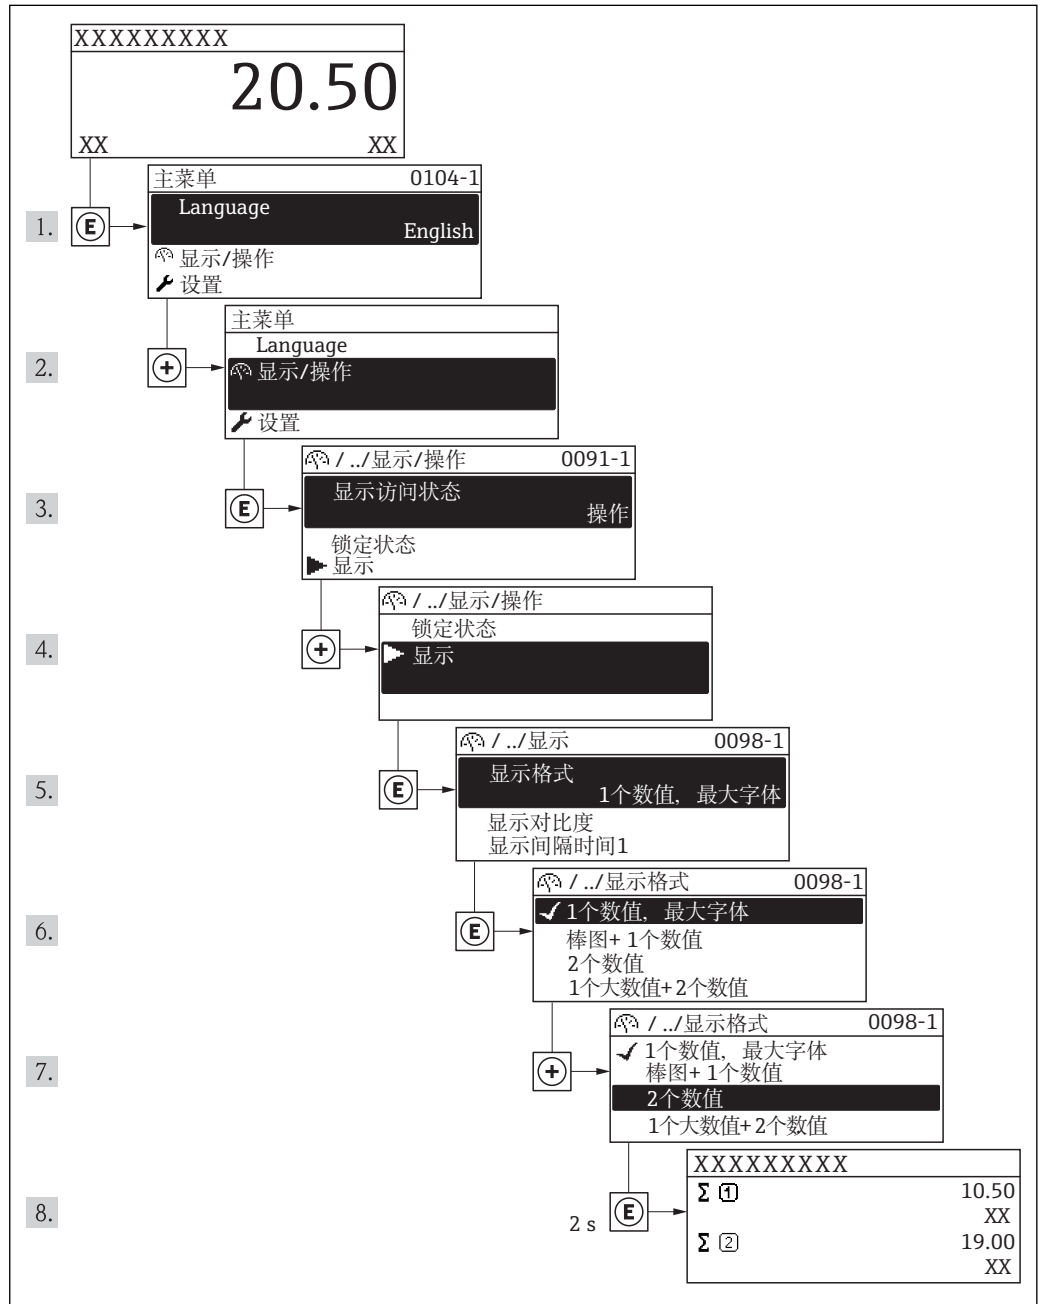 XXXXXXXXX
20.50
XX XX
主菜单 0104-1
Language
English
显示/操作
设置
1. E
主菜单
Language
显示/操作
设置
2. +
/ ../显示/操作 0091-1
显示访问状态
操作
锁定状态
显示
3. E
/ ../显示/操作
锁定状态
显示
4. +
/ ../显示 0098-1
显示格式
1个数值, 最大字体
显示对比度
显示间隔时间1
5. E
/ ../显示格式 0098-1
1个数值, 最大字体
棒图+ 1个数值
2个数值
1个大数值+2个数值
6. E
/ ../显示格式 0098-1
1个数值, 最大字体
棒图+ 1个数值
2个数值
1个大数值+2个数值
7. +
XXXXXXXXX
Σ 1 10.50
XX
Σ 2 19.00
XX
8. 2 s E